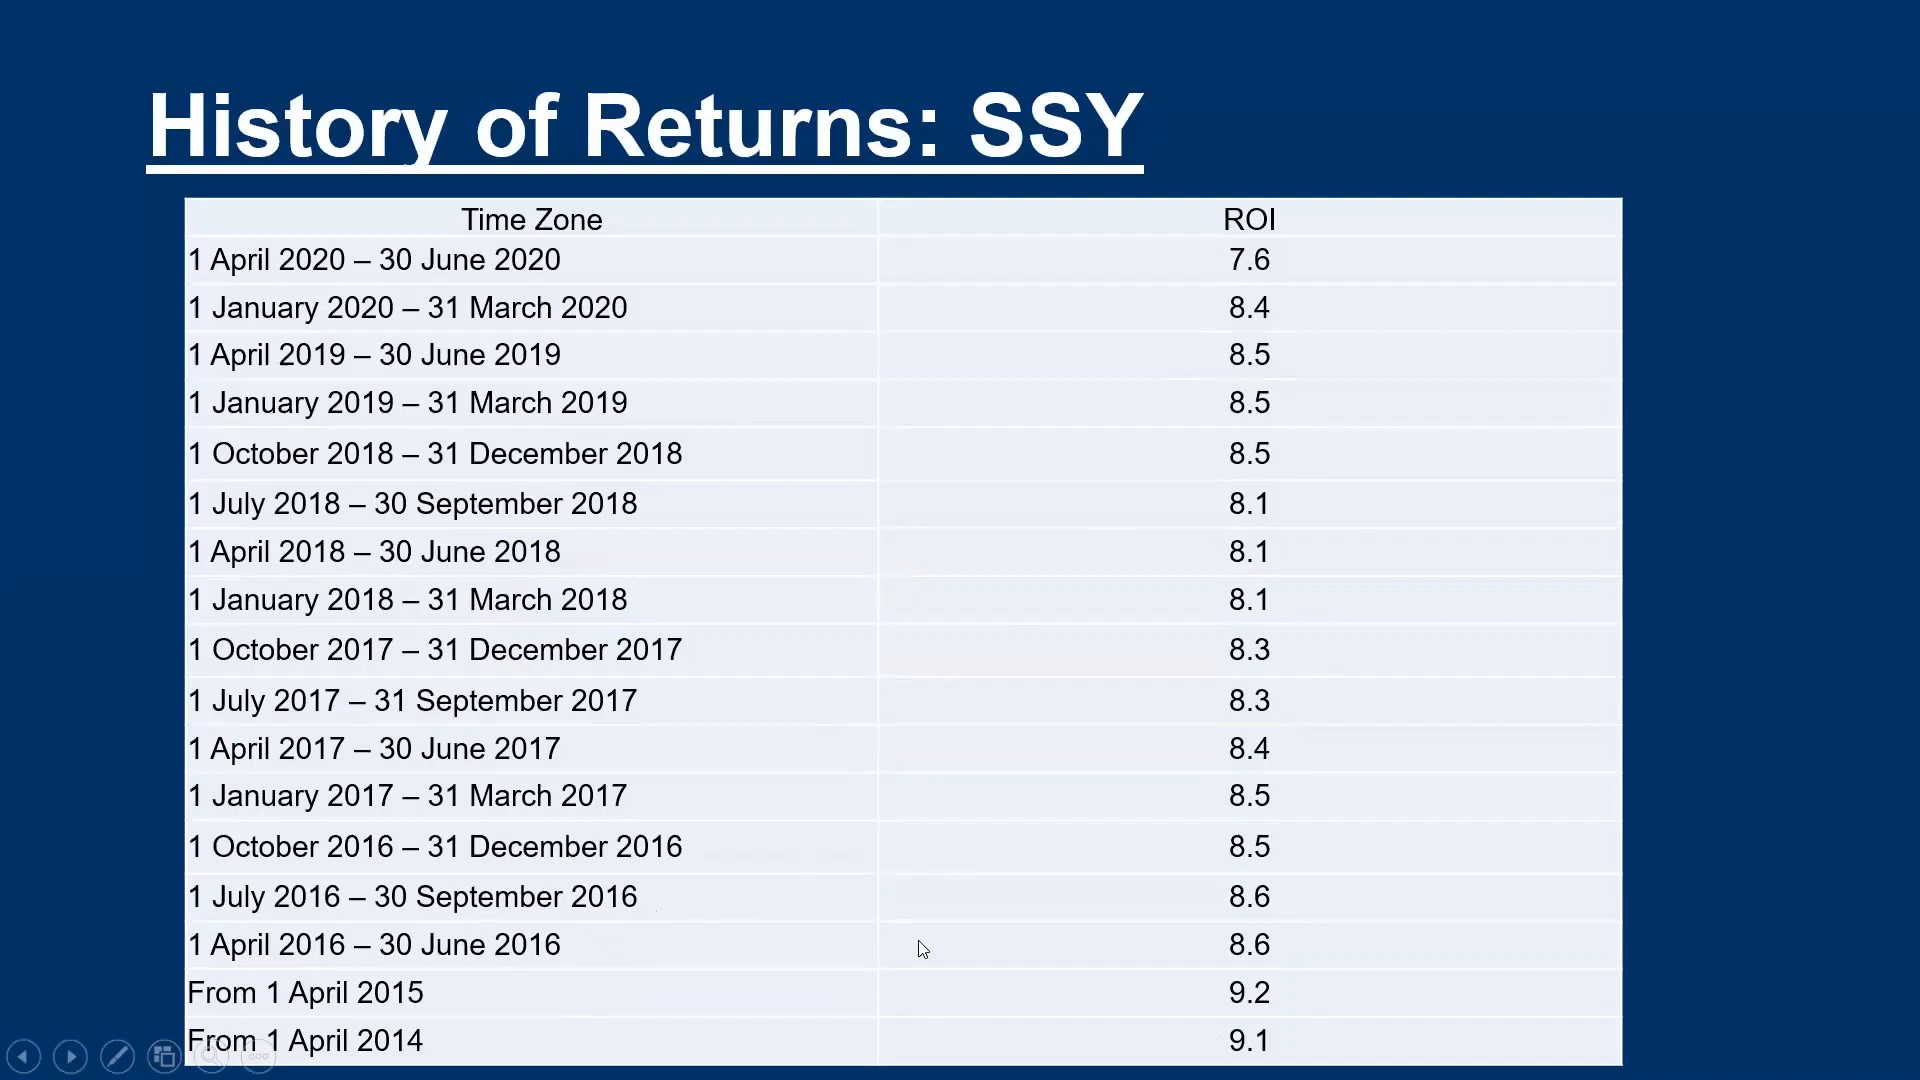 History of Returns: SSY
Time Zone ROI
1 April 2020 – 30 June 2020 7.6
1 January 2020 – 31 March 2020 8.4
1 April 2019 – 30 June 2019 8.5
1 January 2019 – 31 March 2019 8.5
1 October 2018 – 31 December 2018 8.5
1 July 2018 – 30 September 2018 8.1
1 April 2018 – 30 June 2018 8.1
1 January 2018 – 31 March 2018 8.1
1 October 2017 – 31 December 2017 8.3
1 July 2017 – 31 September 2017 8.3
1 April 2017 – 30 June 2017 8.4
1 January 2017 – 31 March 2017 8.5
1 October 2016 – 31 December 2016 8.5
1 July 2016 – 30 September 2016 8.6
1 April 2016 – 30 June 2016 8.6
From 1 April 2015 9.2
From 1 April 2014 9.1